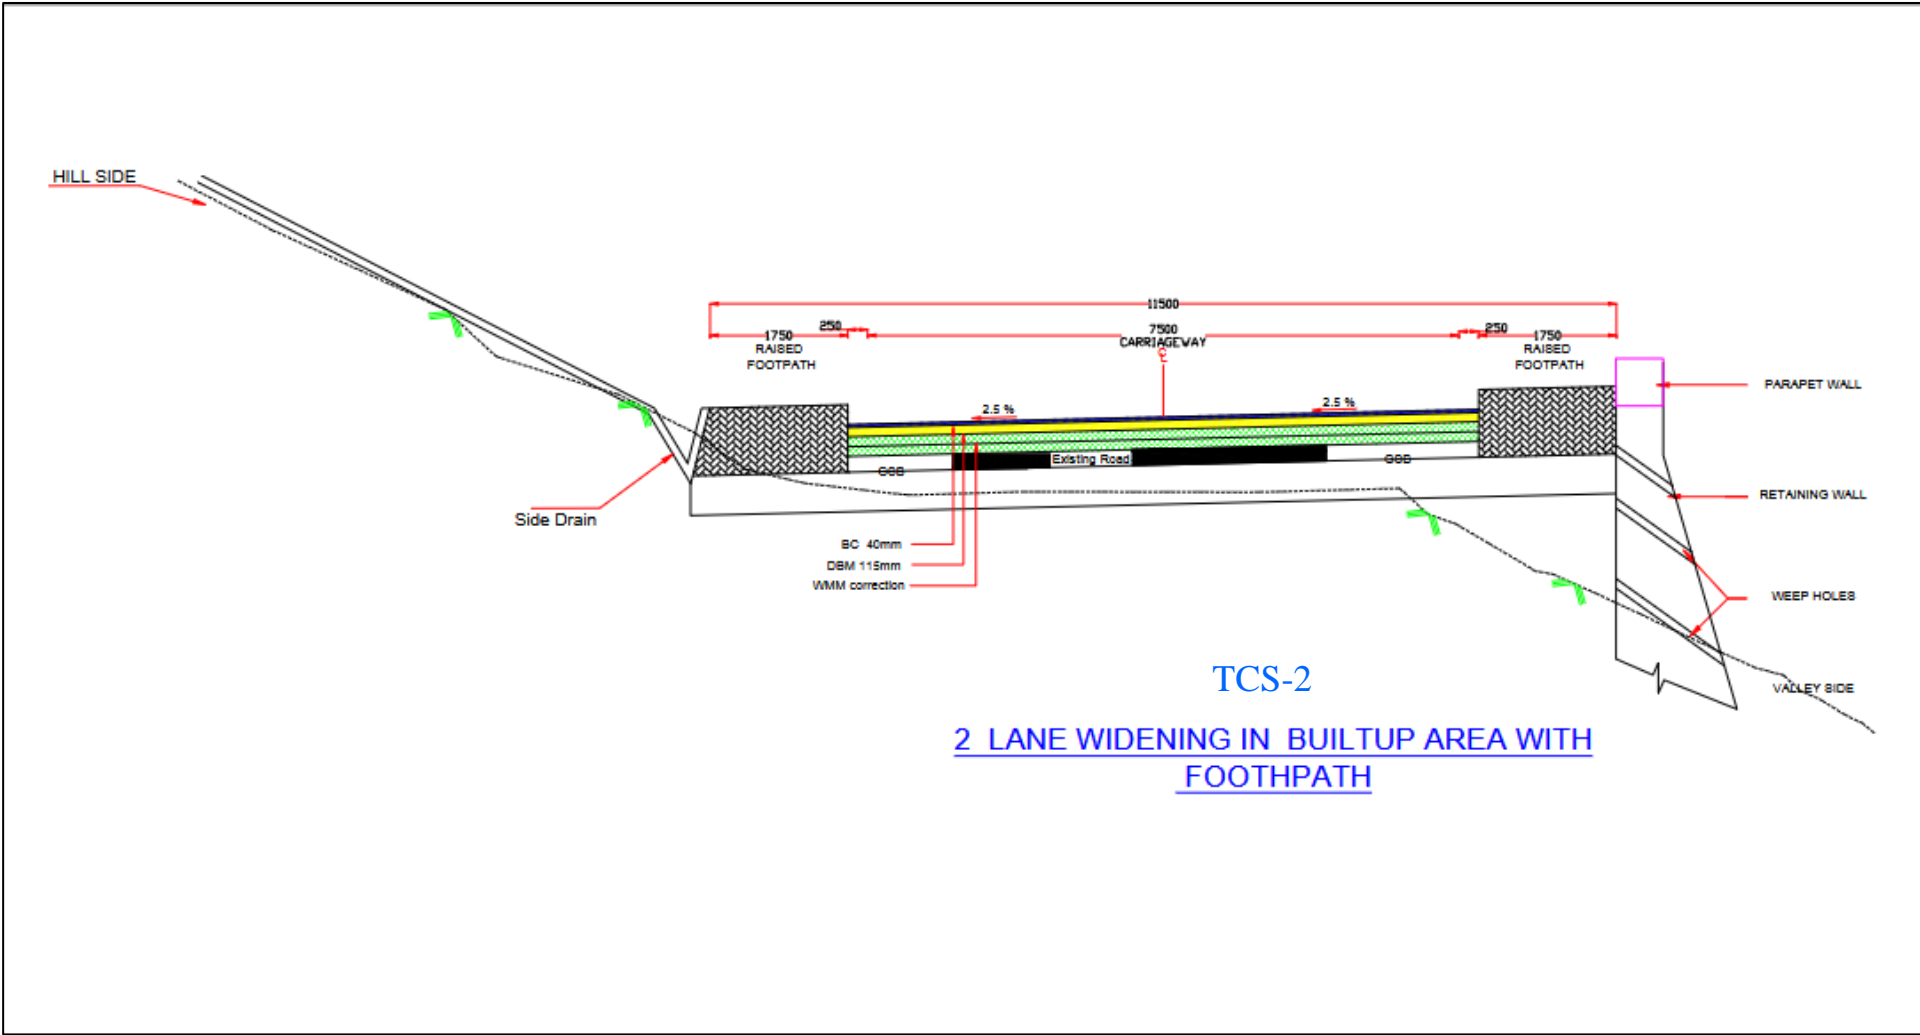 HILL SIDE
11500
1750
250
7500
250
1750
RAISED
FOOTPATH
CARRIAGEWAY
RAISED
FOOTPATH
PARAPET WALL
2.5 %
2.5 %
Existing Road
GSB
GSB
RETAINING WALL
Side Drain
BC 40mm
DBM 115mm
WMM correction
WEEP HOLES
TCS-2
VALLEY SIDE
2 LANE WIDENING IN BUILTUP AREA WITH
FOOTHPATH